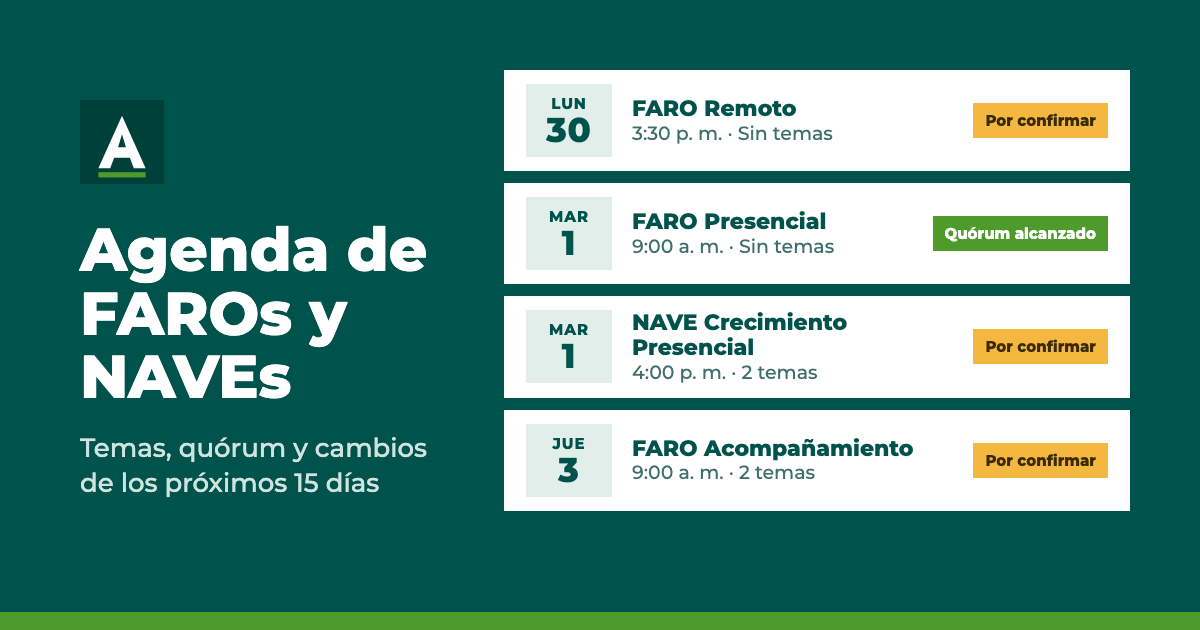 A
Agenda de
FAROs y
NAVEs
Temas, quórum y cambios
de los próximos 15 días
LUN
30
FARO Remoto
3:30 p. m. · Sin temas
Por confirmar
MAR
1
FARO Presencial
9:00 a. m. · Sin temas
Quórum alcanzado
MAR
1
NAVE Crecimiento
Presencial
4:00 p. m. · 2 temas
Por confirmar
JUE
3
FARO Acompañamiento
9:00 a. m. · 2 temas
Por confirmar